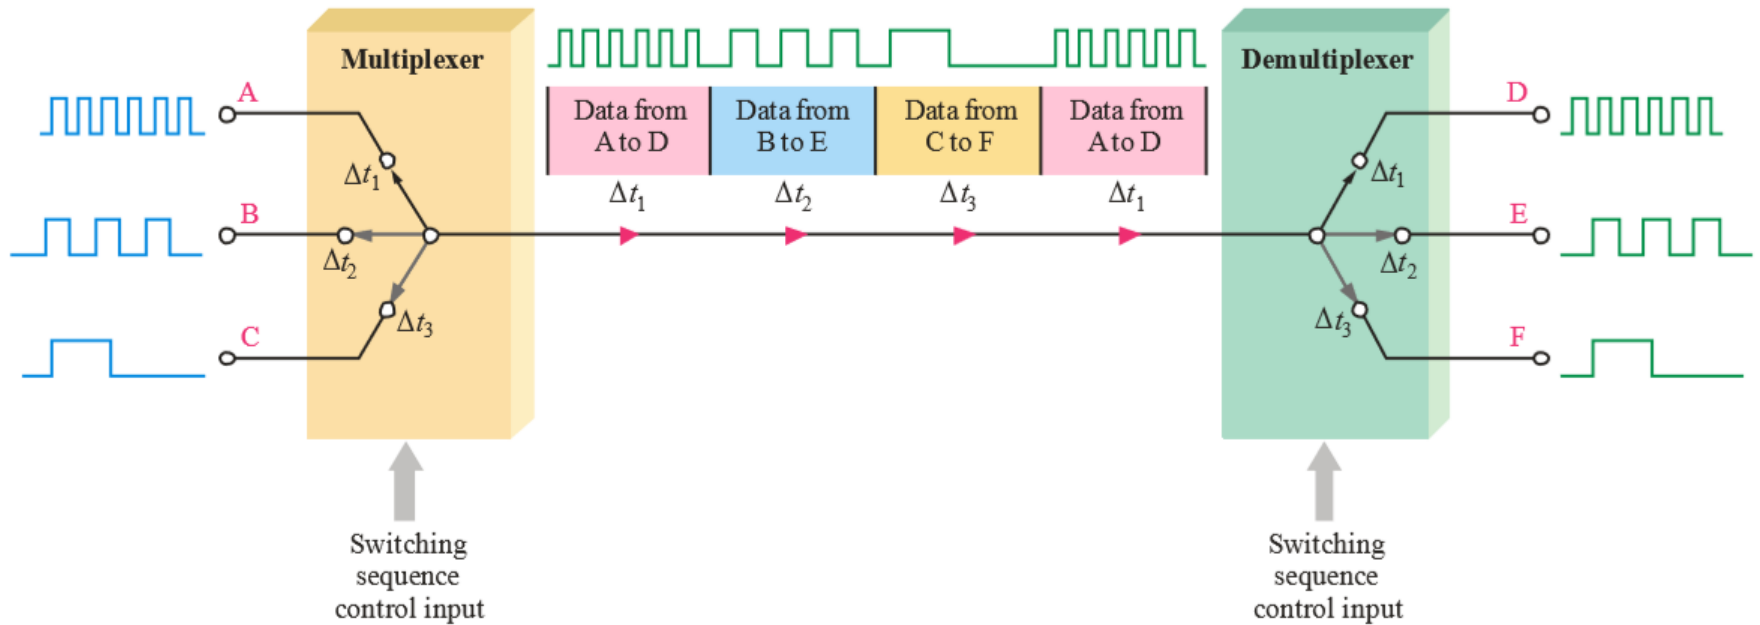 Multiplexer
Demultiplexer
A
B
C
Δt₁
Δt₂
Δt₃
Data from
A to D
Data from
B to E
Data from
C to F
Data from
A to D
Δt₁
Δt₂
Δt₃
Δt₁
D
E
F
Δt₁
Δt₂
Δt₃
Switching
sequence
control input
Switching
sequence
control input